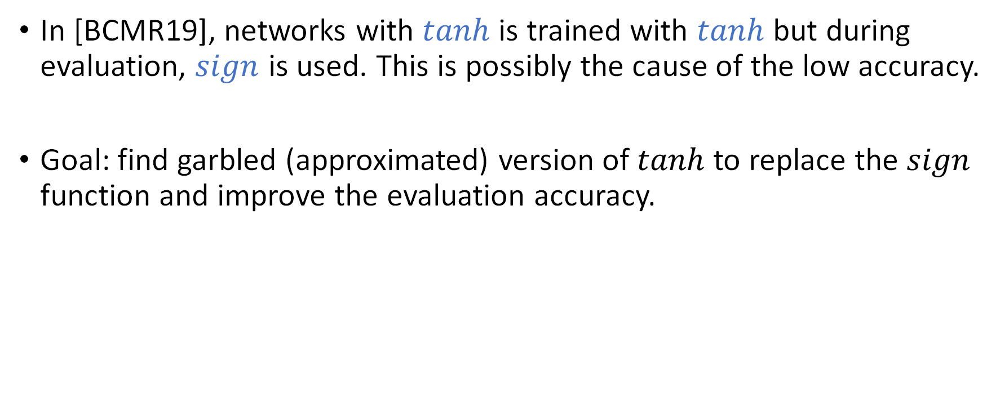 • In [BCMR19], networks with tanh is trained with tanh but during
evaluation, sign is used. This is possibly the cause of the low accuracy.
• Goal: find garbled (approximated) version of tanh to replace the sign
function and improve the evaluation accuracy.